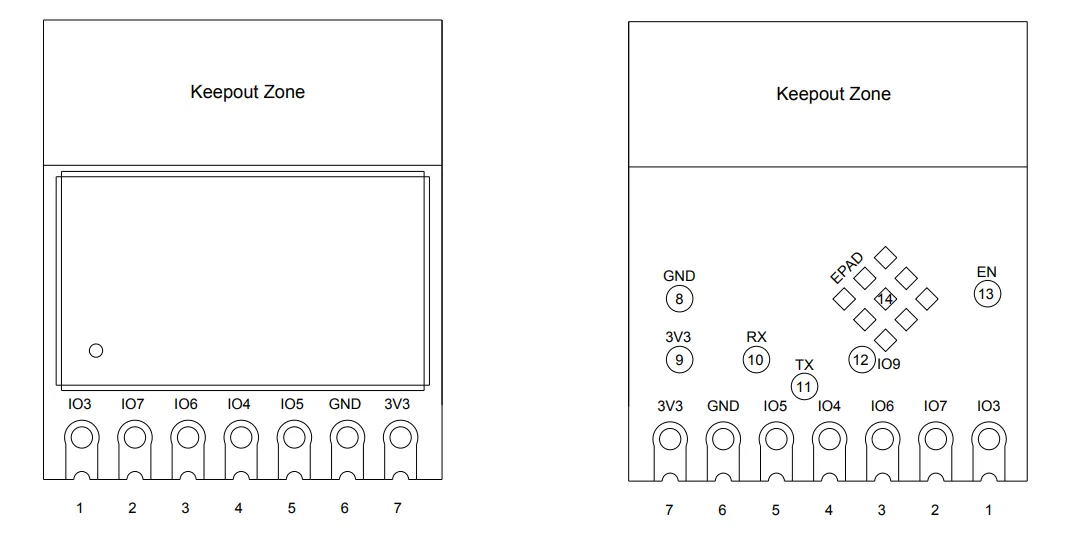 Keepout Zone
IO3 IO7 IO6 IO4 IO5 GND 3V3
1 2 3 4 5 6 7
Keepout Zone
EPAD
GND
EN
8
14
13
3V3
RX
9
10
12
IO9
TX
11
3V3 GND IO5 IO4 IO6 IO7 IO3
7 6 5 4 3 2 1